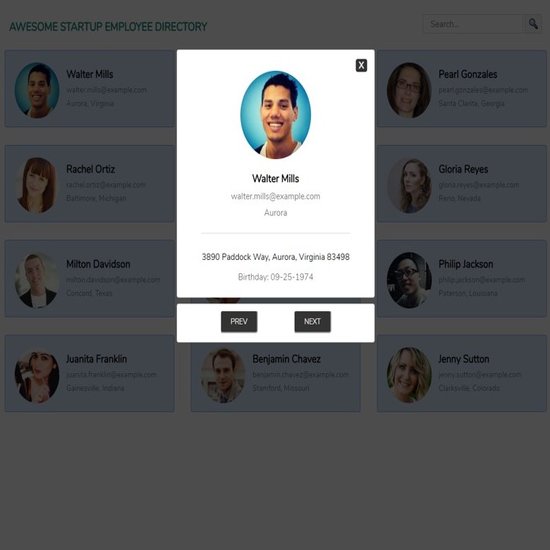 AWESOME STARTUP EMPLOYEE DIRECTORY
Search...
X
Walter Mills
walter.mills@example.com
Aurora
3890 Paddock Way, Aurora, Virginia 83498
Birthday: 09-25-1974
PREV
NEXT
Walter Mills
walter.mills@example.com
Aurora, Virginia
Pearl Gonzales
pearl.gonzales@example.com
Santa Clarita, Georgia
Rachel Ortiz
rachel.ortiz@example.com
Baltimore, Michigan
Gloria Reyes
gloria.reyes@example.com
Reno, Nevada
Milton Davidson
milton.davidson@example.com
Concord, Texas
Philip Jackson
philip.jackson@example.com
Paterson, Louisiana
Juanita Franklin
juanita.franklin@example.com
Gainesville, Indiana
Benjamin Chavez
benjamin.chavez@example.com
Stamford, Missouri
Jenny Sutton
jenny.sutton@example.com
Clarksville, Colorado